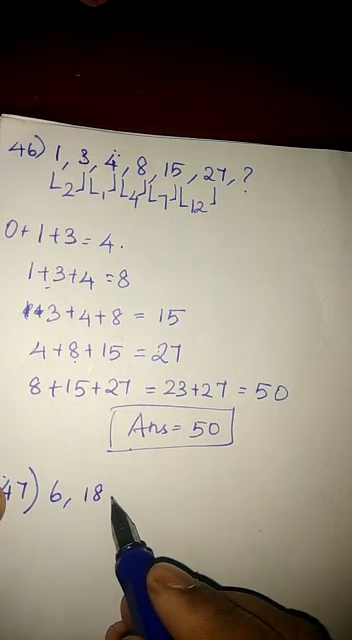 46) 1, 3, 4, 8, 15, 27, ?
2 1 4 7 12
0+1+3=4.
1+3+4=8
3+4+8 = 15
4+8+15 = 27
8+15+27 = 23+27 = 50
Ans = 50
47) 6, 18